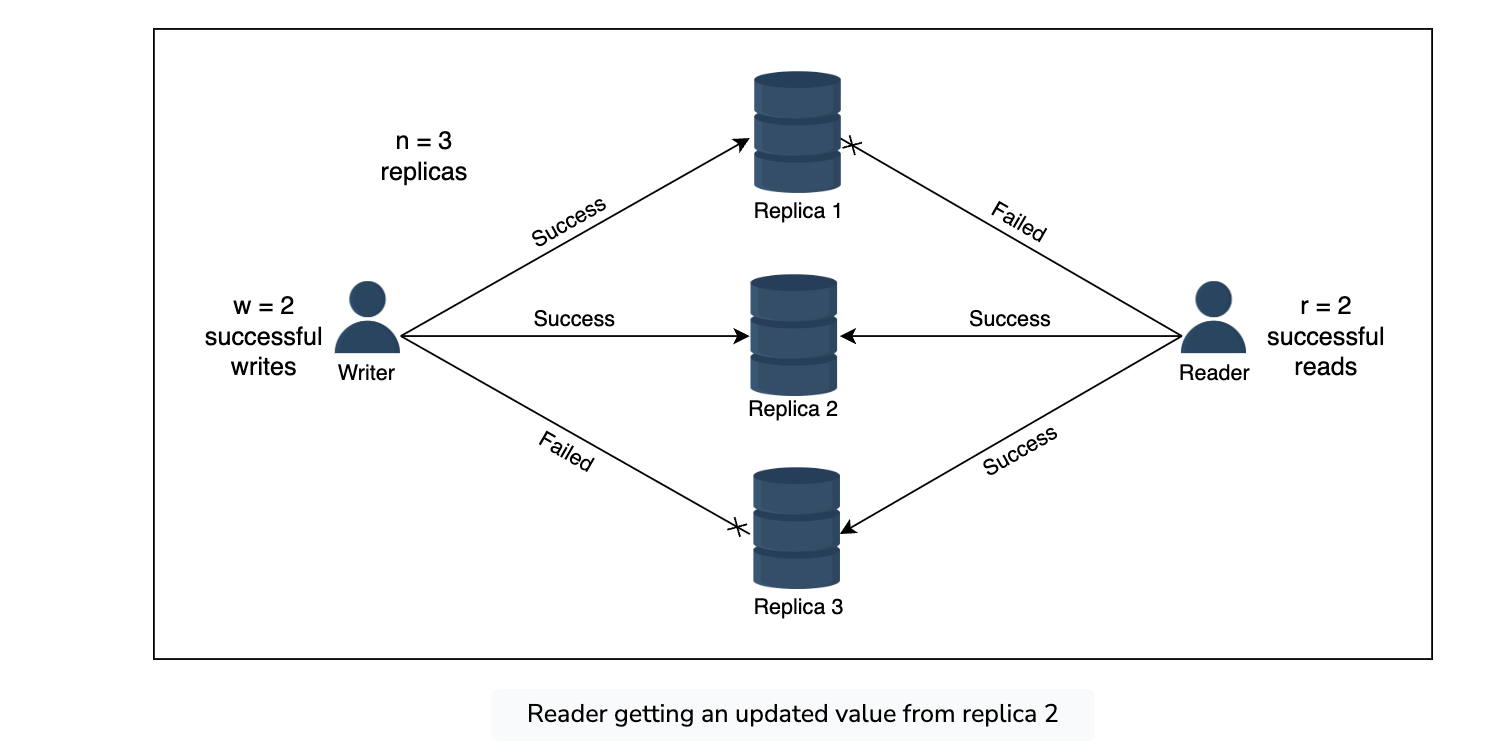 n = 3
replicas
Success
Replica 1
Failed
w = 2
successful
writes
Writer
Success
Replica 2
Success
Reader
r = 2
successful
reads
Failed
Replica 3
Success
Reader getting an updated value from replica 2